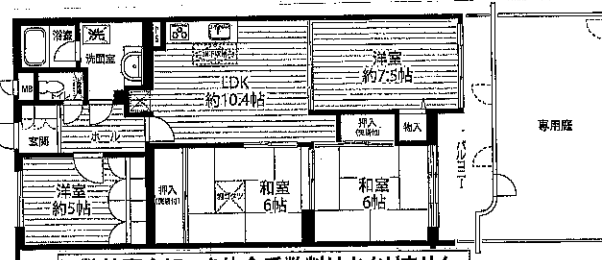 浴室
洗
洗面室
MB
玄関
ホール
LDK
約10.4帖
洋室
約7.5帖
押入
物入
バルコニー
専用庭
洋室
約5帖
押入
和室
6帖
和室
6帖